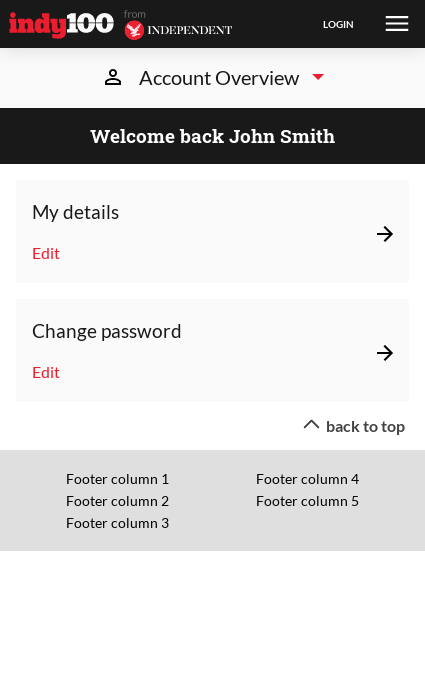 indy100 from INDEPENDENT
LOGIN
Account Overview
Welcome back John Smith
My details
Edit
Change password
Edit
back to top
Footer column 1
Footer column 2
Footer column 3
Footer column 4
Footer column 5